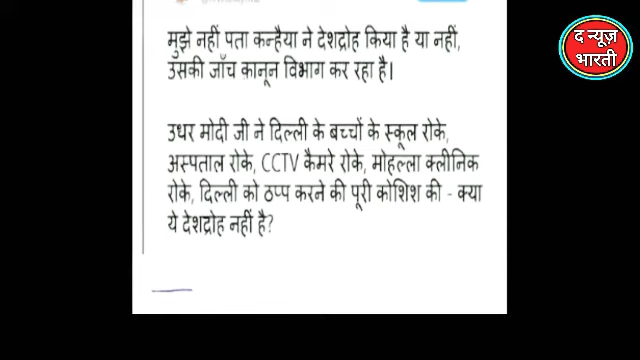 मुझे नहीं पता कन्हैया ने देशद्रोह किया है या नहीं,
उसकी जाँच क़ानून विभाग कर रहा है।
उधर मोदी जी ने दिल्ली के बच्चों के स्कूल रोके,
अस्पताल रोके, CCTV कैमरे रोके, मोहल्ला क्लीनिक
रोके, दिल्ली को ठप्प करने की पूरी कोशिश की - क्या
ये देशद्रोह नहीं है?
द न्यूज़
भारती